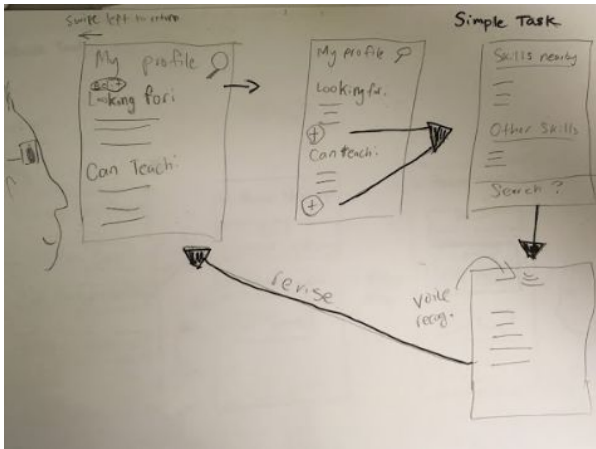 Swipe left to return
Simple Task
My profile
Edit
Looking for:
Can Teach:
My profile
Looking for:
+
Can teach:
+
Skills nearby
Other Skills
Search ?
voice
recog.
revise